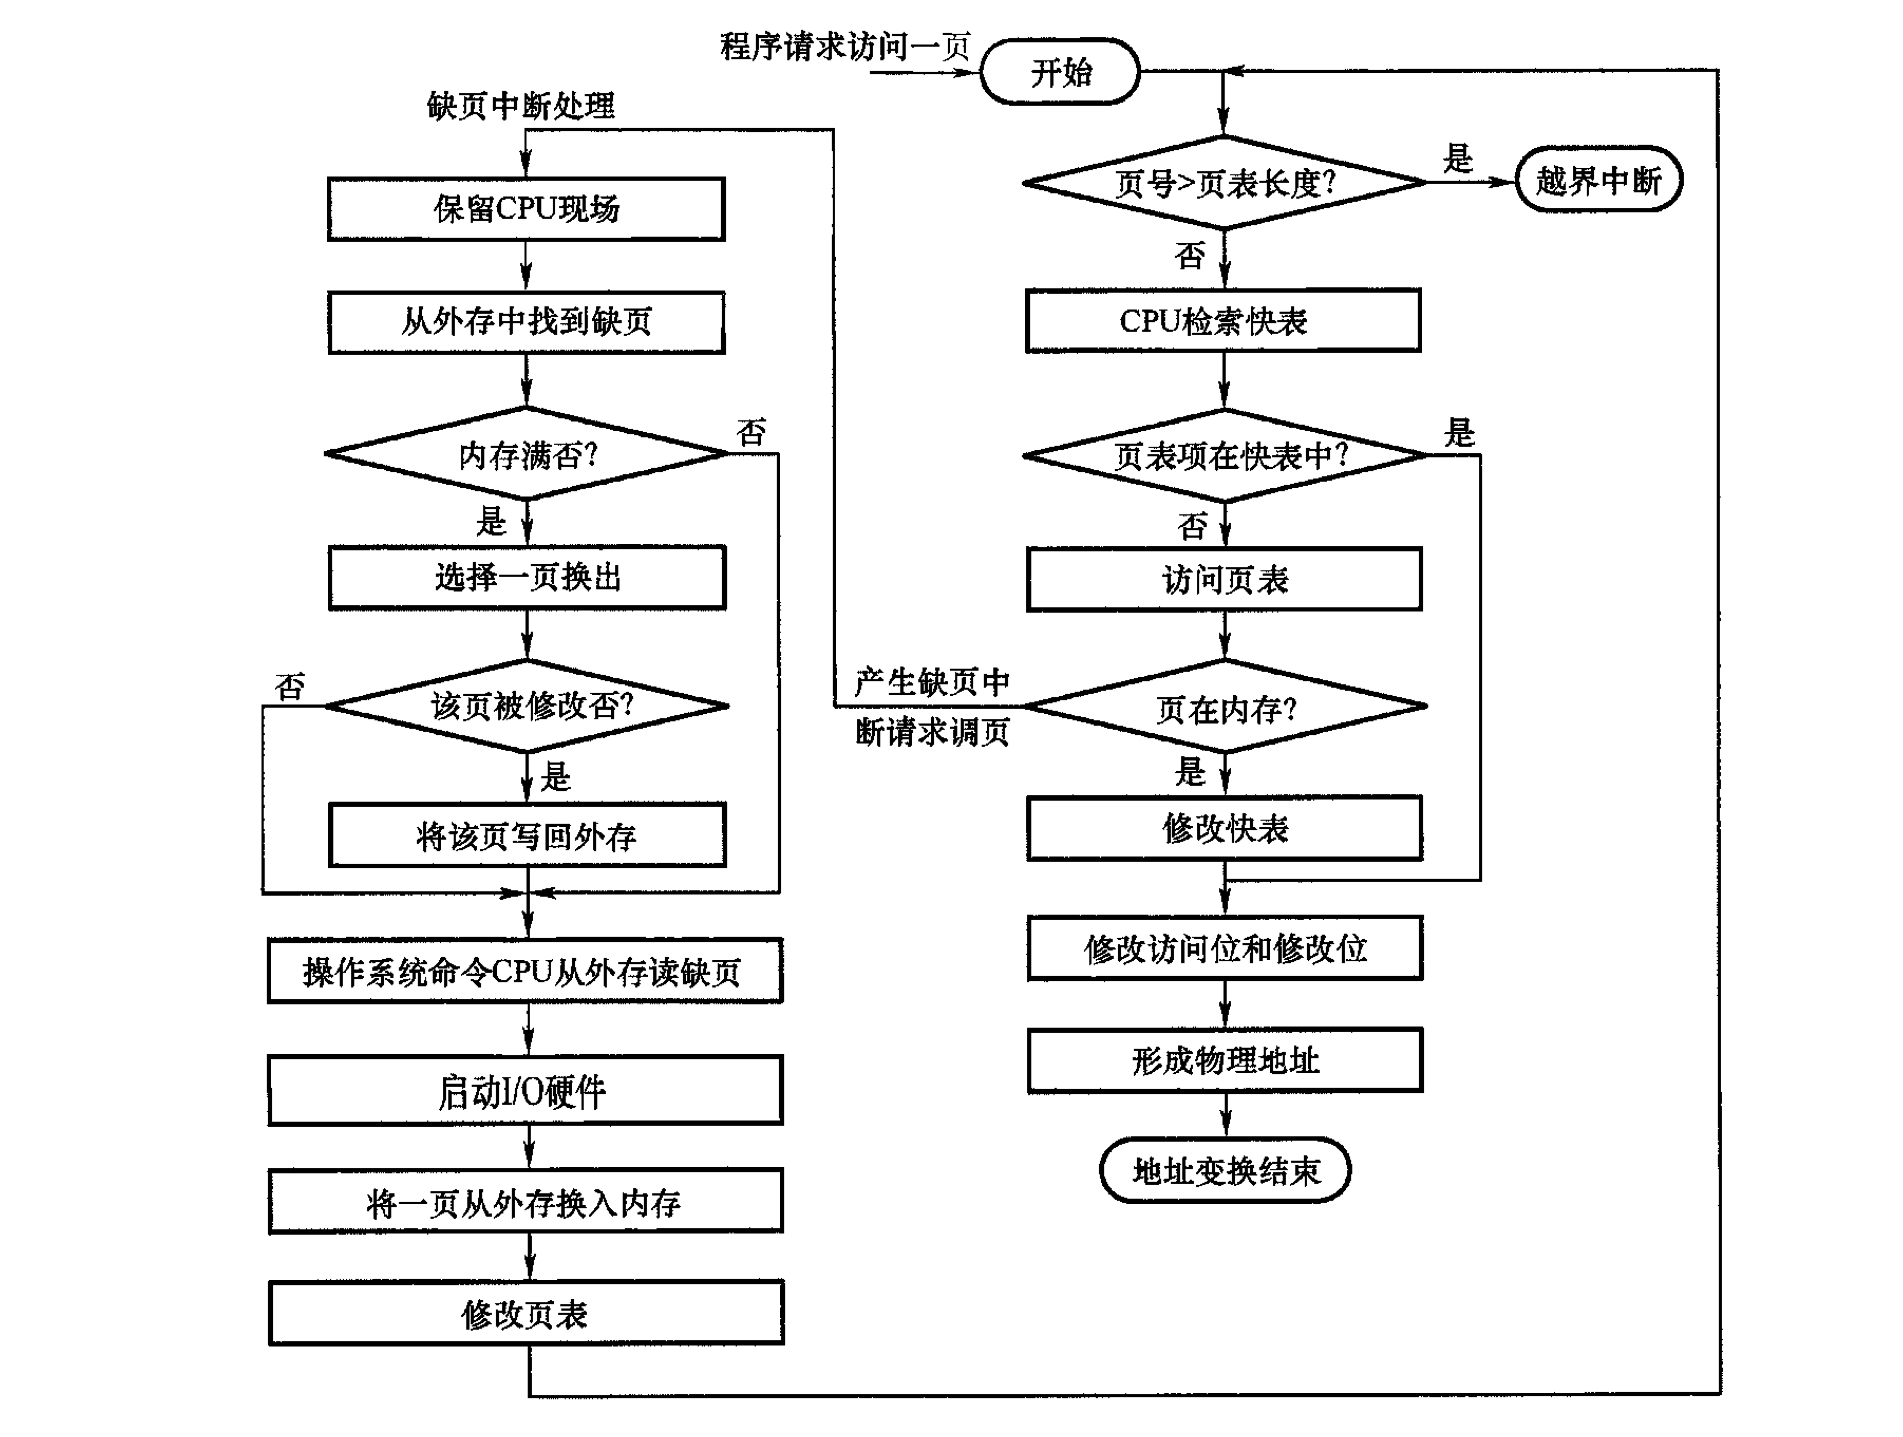 程序请求访问一页
开始
缺页中断处理
保留CPU现场
从外存中找到缺页
内存满否?
否
是
选择一页换出
否
该页被修改否?
是
将该页写回外存
操作系统命令CPU从外存读缺页
启动I/O硬件
将一页从外存换入内存
修改页表
页号>页表长度?
是
越界中断
否
CPU检索快表
页表项在快表中?
是
否
访问页表
产生缺页中
断请求调页
页在内存?
是
修改快表
修改访问位和修改位
形成物理地址
地址变换结束